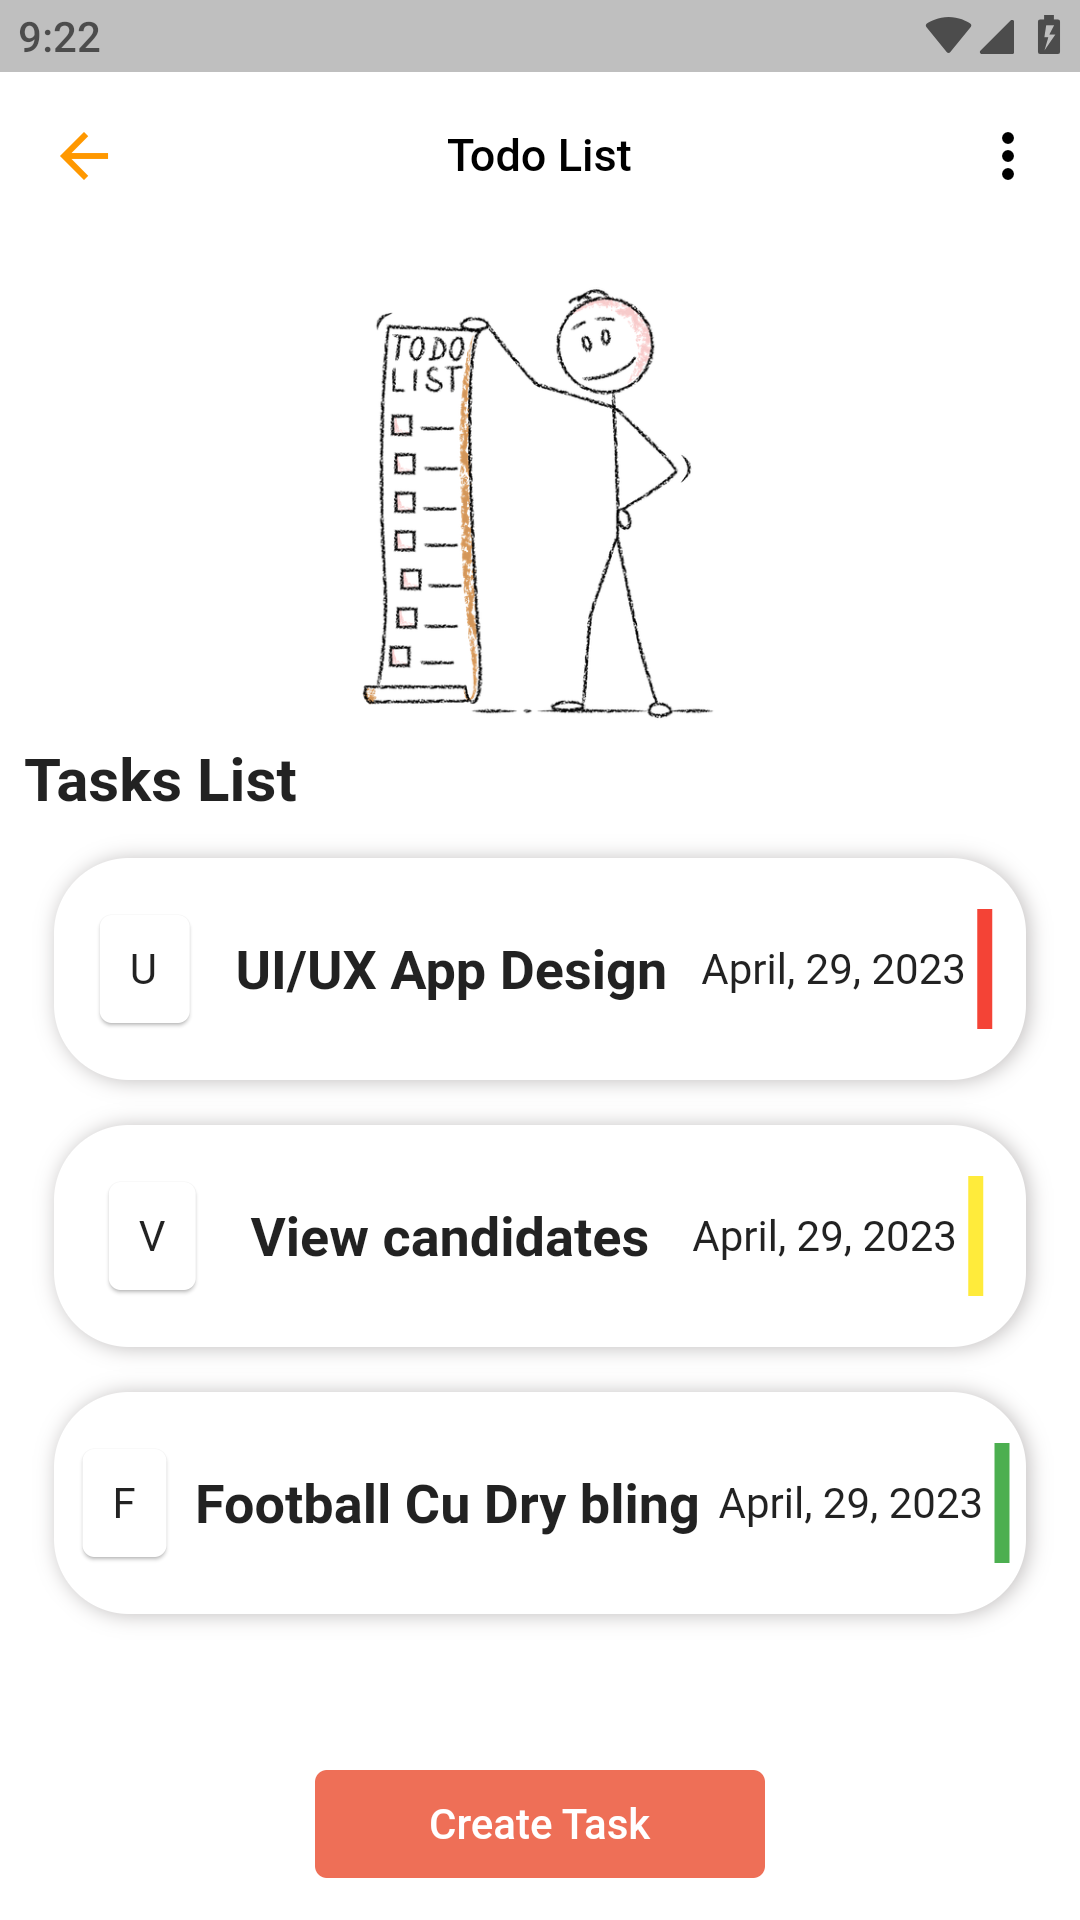 9:22
Todo List
TODO
LIST
Tasks List
U UI/UX App Design April, 29, 2023
V View candidates April, 29, 2023
F Football Cu Dry bling April, 29, 2023
Create Task